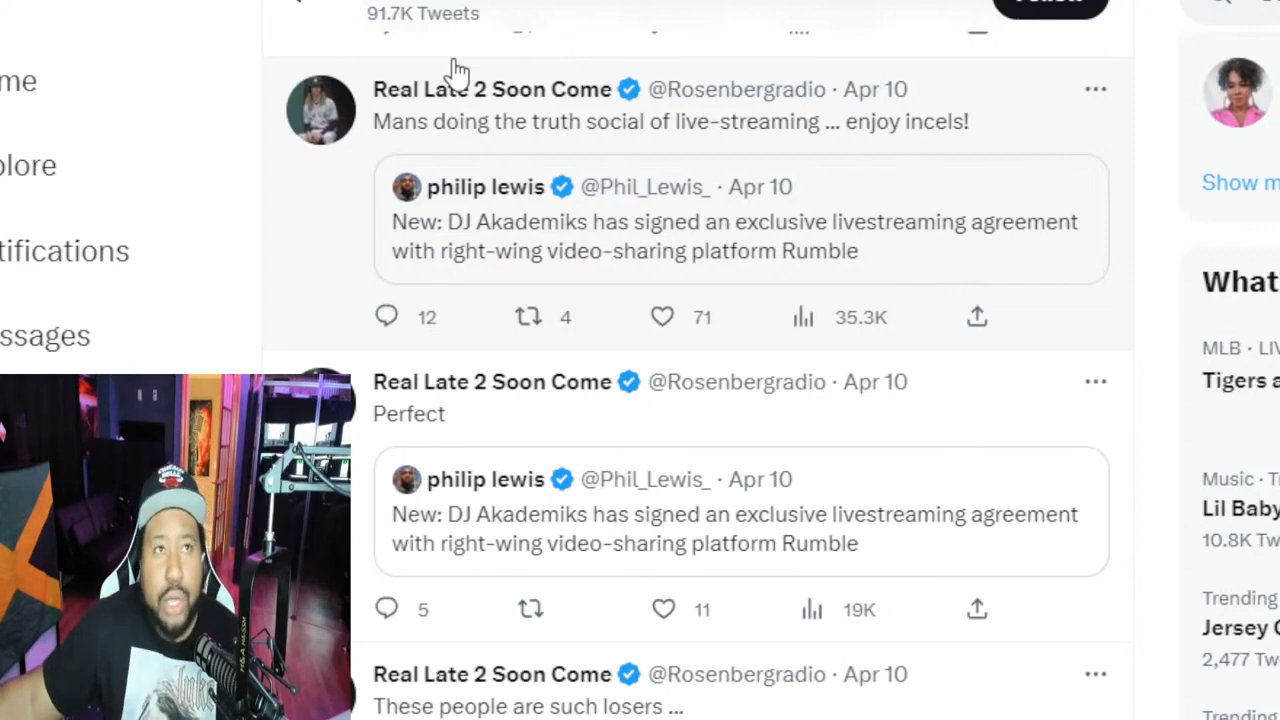 91.7K Tweets
Follow
Real Late 2 Soon Come @Rosenbergradio · Apr 10
Mans doing the truth social of live-streaming ... enjoy incels!
philip lewis @Phil_Lewis_ · Apr 10
New: DJ Akademiks has signed an exclusive livestreaming agreement
with right-wing video-sharing platform Rumble
12 4 71 35.3K
Real Late 2 Soon Come @Rosenbergradio · Apr 10
Perfect
philip lewis @Phil_Lewis_ · Apr 10
New: DJ Akademiks has signed an exclusive livestreaming agreement
with right-wing video-sharing platform Rumble
5 11 19K
Real Late 2 Soon Come @Rosenbergradio · Apr 10
These people are such losers ...
me
plore
tifications
ssages
CHICAGO
BULLS
Show m
What
MLB · LIV
Tigers a
Music · T
Lil Baby
10.8K Tw
Trending
Jersey C
2,477 Tw
Trending